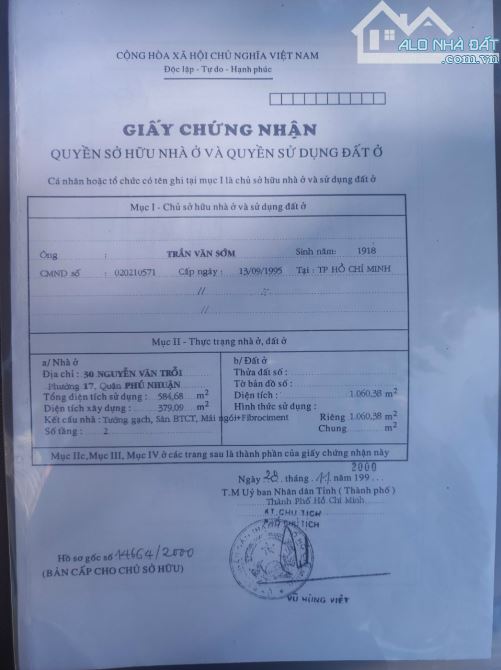 ALO NHÀ ĐẤT
.com.vn
CỘNG HÒA XÃ HỘI CHỦ NGHĨA VIỆT NAM
Độc lập - Tự do - Hạnh phúc
GIẤY CHỨNG NHẬN
QUYỀN SỞ HỮU NHÀ Ở VÀ QUYỀN SỬ DỤNG ĐẤT Ở
Cá nhân hoặc tổ chức có tên ghi tại mục I là chủ sở hữu nhà ở và sử dụng đất ở
Mục I - Chủ sở hữu nhà ở và sử dụng đất ở
Ông : TRẦN VĂN SỚM Sinh năm: 1918
CMND số : 020210571 Cấp ngày : 13/09/1995 Tại : TP HỒ CHÍ MINH
Mục II - Thực trạng nhà ở, đất ở
a/ Nhà ở
Địa chỉ : 30 NGUYỄN VĂN TRỖI
Phường 17, Quận PHÚ NHUẬN
Tổng diện tích sử dụng : 584,68 m2
Diện tích xây dựng : 379,09 m2
Kết cấu nhà : Tường gạch, Sàn BTCT, Mái ngói+Fibrociment
Số tầng : 2
b/ Đất ở
Thửa đất số :
Tờ bản đồ số :
Diện tích : 1.060,38 m2
Hình thức sử dụng :
Riêng 1.060,38 m2
Chung m2
Mục IIc, Mục III, Mục IV ở các trang sau là thành phần của giấy chứng nhận này
2000
Ngày 28 . tháng . 11 . năm 199 ...
T.M Uỷ ban Nhân dân Tỉnh ( Thành phố )
Thành Phố Hồ Chí Minh
KT.CHỦ TỊCH
PHÓ CHỦ TỊCH
Hồ sơ gốc số 14664/2000
(BẢN CẤP CHO CHỦ SỞ HỮU)
VŨ HÙNG VIỆT